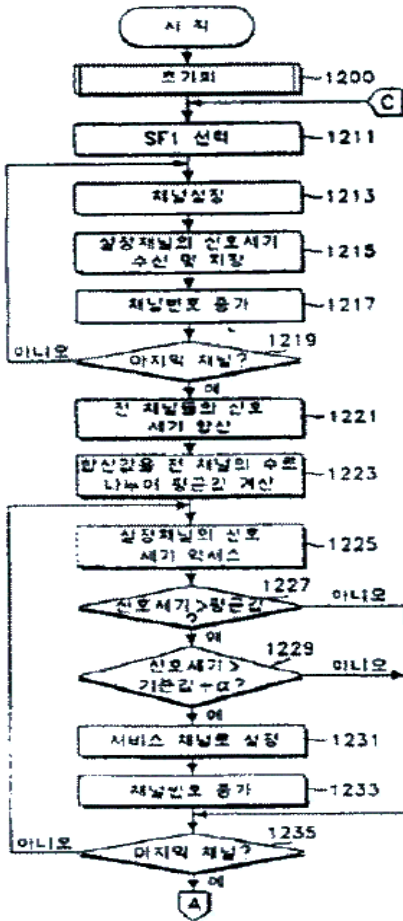 시 작
초기화
1200
C
SF1 선택
1211
채널설정
1213
설정채널의 신호세기
수신 및 저장
1215
채널번호 증가
1217
1219
아니오
마지막 채널?
예
전 채널들의 신호
세기 합산
1221
합산값을 전 채널의 수로
나누어 평균값 계산
1223
설정채널의 신호
세기 억세스
1225
1227
신호세기>평균값
?
아니오
예
1229
신호세기>
기준값+α?
아니오
예
서비스 채널로 설정
1231
채널번호 증가
1233
1235
아니오
마지막 채널?
예
A